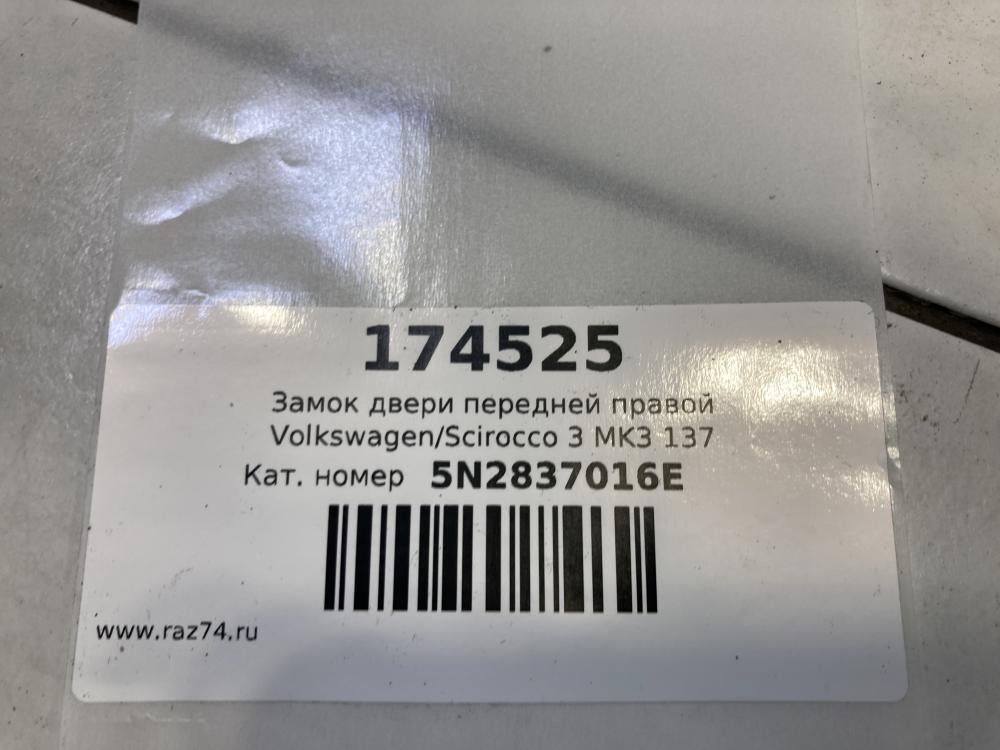 174525
Замок двери передней правой
Volkswagen/Scirocco 3 MK3 137
Кат. номер 5N2837016E
www.raz74.ru